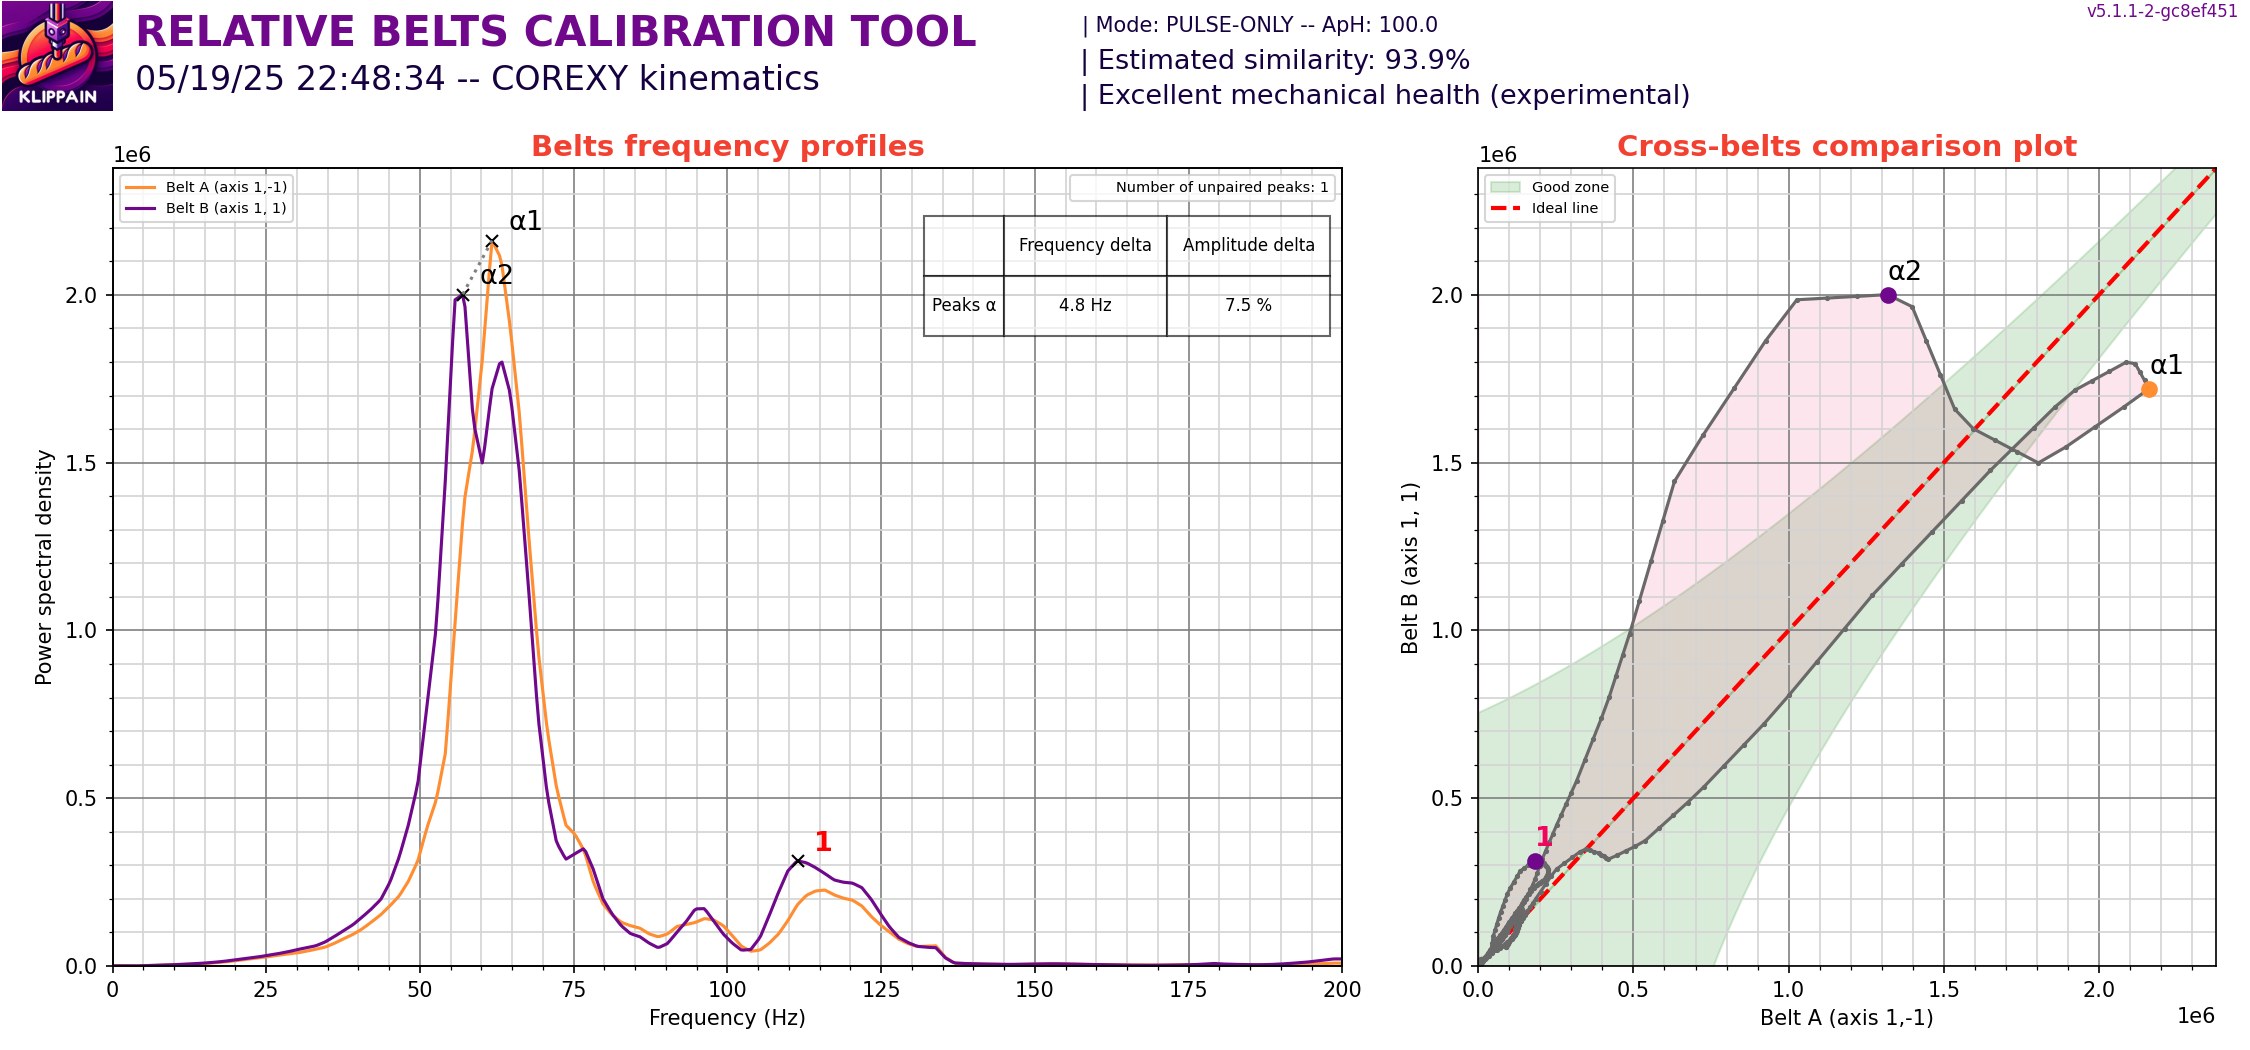 KLIPPAIN
RELATIVE BELTS CALIBRATION TOOL
05/19/25 22:48:34 -- COREXY kinematics
| Mode: PULSE-ONLY -- ApH: 100.0
| Estimated similarity: 93.9%
| Excellent mechanical health (experimental)
v5.1.1-2-gc8ef451
Belts frequency profiles
1e6
Belt A (axis 1,-1)
Belt B (axis 1, 1)
Number of unpaired peaks: 1
Frequency delta
Amplitude delta
Peaks α
4.8 Hz
7.5 %
α1
α2
1
2.0
1.5
1.0
0.5
0.0
Power spectral density
0
25
50
75
100
125
150
175
200
Frequency (Hz)
Cross-belts comparison plot
1e6
Good zone
Ideal line
α2
α1
1
2.0
1.5
1.0
0.5
0.0
Belt B (axis 1, 1)
0.0
0.5
1.0
1.5
2.0
Belt A (axis 1,-1)
1e6